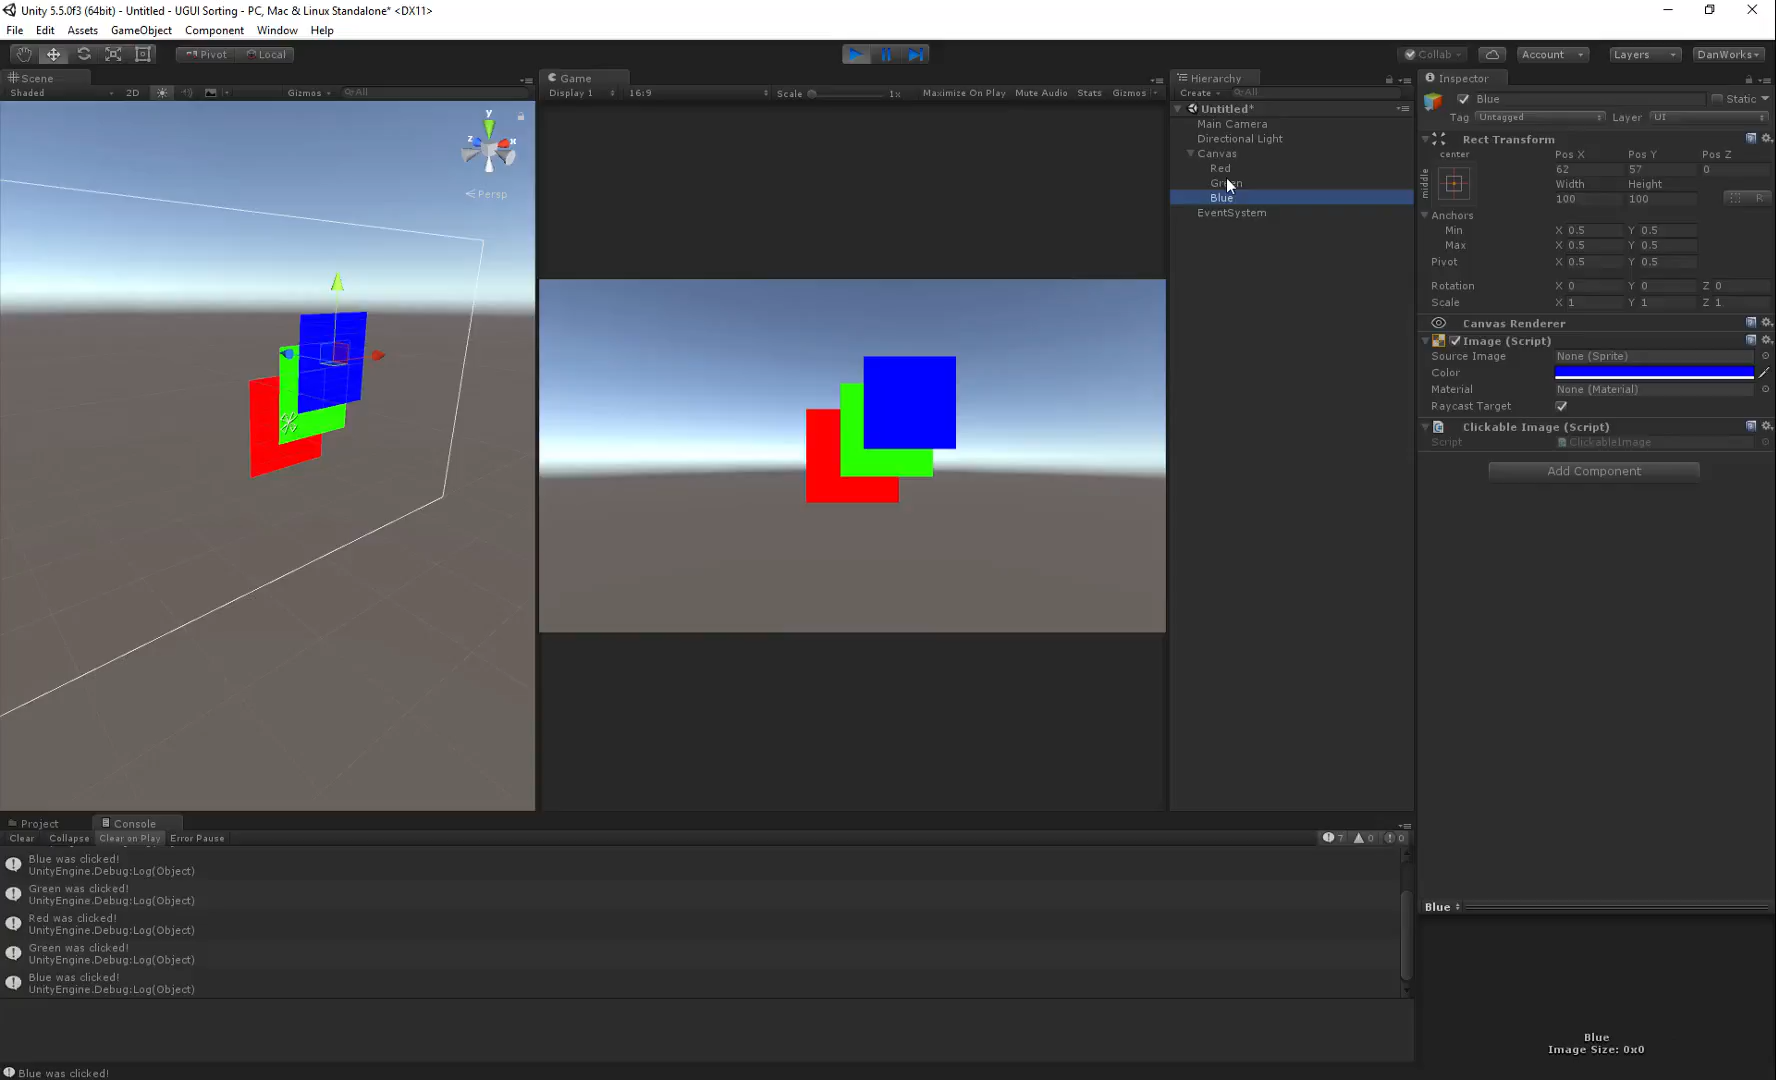 Unity 5.5.0f3 (64bit) - Untitled - UGUI Sorting - PC, Mac & Linux Standalone* <DX11>
File Edit Assets GameObject Component Window Help
Pivot Local Collab Account Layers DanWorks
Scene
Shaded 2D Gizmos All
y
z x
Persp
Game
Display 1 16:9 Scale 1x Maximize On Play Mute Audio Stats Gizmos
Hierarchy
Create All
Untitled*
Main Camera
Directional Light
Canvas
Red
Green
Blue
EventSystem
Inspector
Blue Static
Tag Untagged Layer UI
Rect Transform
center Pos X Pos Y Pos Z
middle 62 57 0
Width Height
100 100 R
Anchors
Min X 0.5 Y 0.5
Max X 0.5 Y 0.5
Pivot X 0.5 Y 0.5
Rotation X 0 Y 0 Z 0
Scale X 1 Y 1 Z 1
Canvas Renderer
Image (Script)
Source Image None (Sprite)
Color
Material None (Material)
Raycast Target
Clickable Image (Script)
Script ClickableImage
Add Component
Project Console
Clear Collapse Clear on Play Error Pause 7 0 0
Blue was clicked!
UnityEngine.Debug:Log(Object)
Green was clicked!
UnityEngine.Debug:Log(Object)
Red was clicked!
UnityEngine.Debug:Log(Object)
Green was clicked!
UnityEngine.Debug:Log(Object)
Blue was clicked!
UnityEngine.Debug:Log(Object)
Blue
Blue
Image Size: 0x0
Blue was clicked!